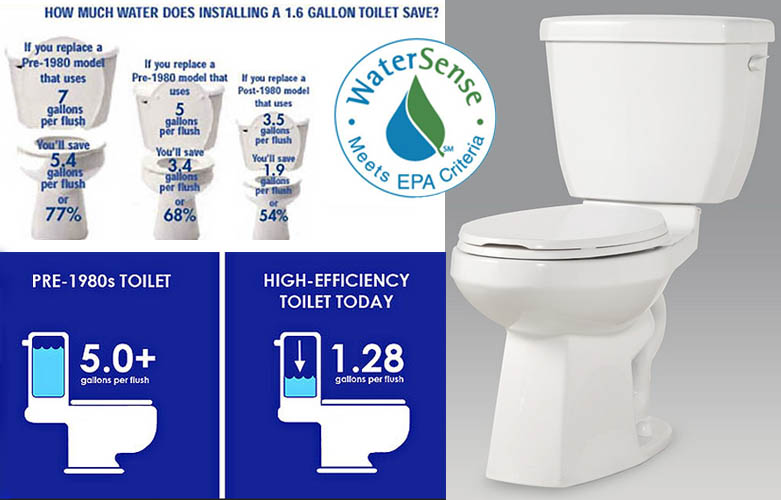 HOW MUCH WATER DOES INSTALLING A 1.6 GALLON TOILET SAVE?
If you replace a
Pre-1980 model
that uses
7
gallons
per flush
You'll save
5.4
gallons
per flush
or
77%
If you replace a
Pre-1980 model that
uses
5
gallons
per flush
You'll save
3.4
gallons
per flush
or
68%
If you replace a
Post-1980 model
that uses
3.5
gallons
per flush
You'll save
1.9
gallons
per flush
or
54%
WaterSense
SM
Meets EPA Criteria
PRE-1980s TOILET
5.0+
gallons per flush
HIGH-EFFICIENCY
TOILET TODAY
1.28
gallons per flush